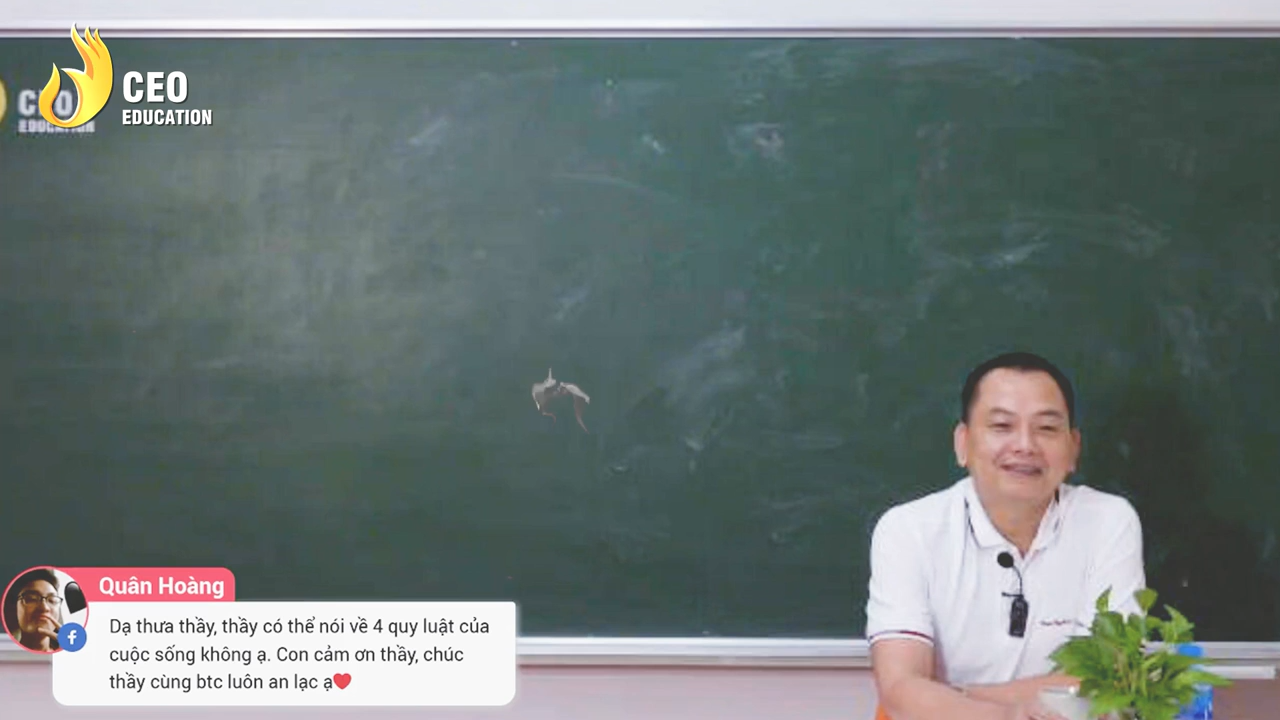 CEO
EDUCATION
CEO
EDUCATION
Quân Hoàng
Dạ thưa thầy, thầy có thể nói về 4 quy luật của
cuộc sống không ạ. Con cảm ơn thầy, chúc
thầy cùng btc luôn an lạc ạ❤️